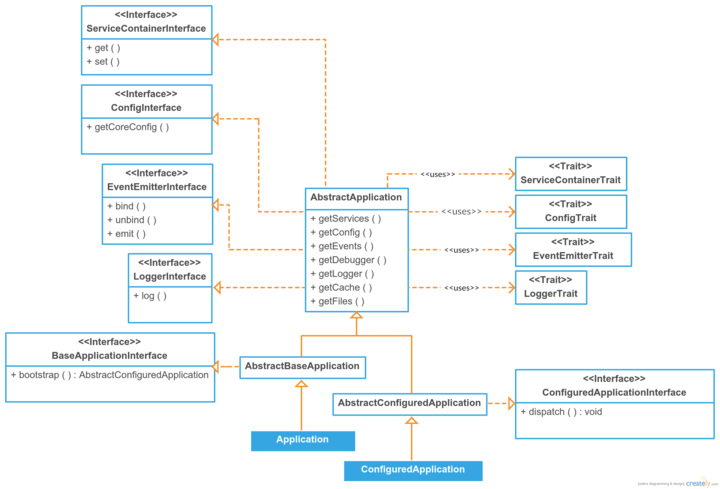 <<Interface>>
ServiceContainerInterface
+ get ( )
+ set ( )
<<Interface>>
ConfigInterface
+ getCoreConfig ( )
<<Interface>>
EventEmitterInterface
+ bind ( )
+ unbind ( )
+ emit ( )
<<Interface>>
LoggerInterface
+ log ( )
<<Interface>>
BaseApplicationInterface
+ bootstrap ( ) : AbstractConfiguredApplication
AbstractApplication
+ getServices ( )
+ getConfig ( )
+ getEvents ( )
+ getDebugger ( )
+ getLogger ( )
+ getCache ( )
+ getFiles ( )
<<uses>>
<<uses>>
<<uses>>
<<uses>>
<<Trait>>
ServiceContainerTrait
<<Trait>>
ConfigTrait
<<Trait>>
EventEmitterTrait
<<Trait>>
LoggerTrait
AbstractBaseApplication
AbstractConfiguredApplication
<<Interface>>
ConfiguredApplicationInterface
+ dispatch ( ) : void
Application
ConfiguredApplication
[online diagramming & design] creately.com